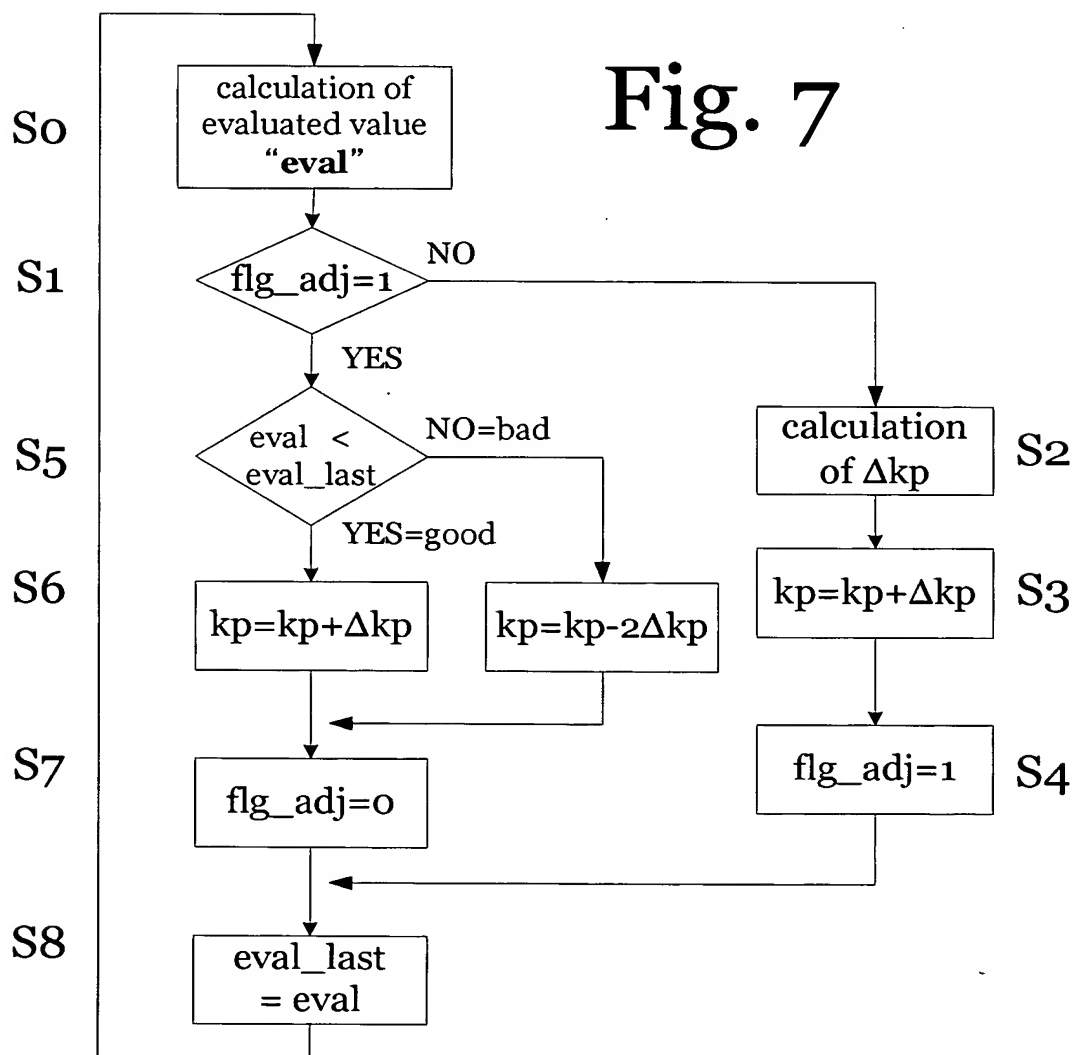 Fig. 7
S0
calculation of
evaluated value
“eval”
S1
flg_adj=1
NO
YES
S5
eval <
eval_last
NO=bad
YES=good
calculation
of Δkp
S2
S6
kp=kp+Δkp
kp=kp-2Δkp
kp=kp+Δkp
S3
S7
flg_adj=0
flg_adj=1
S4
S8
eval_last
= eval